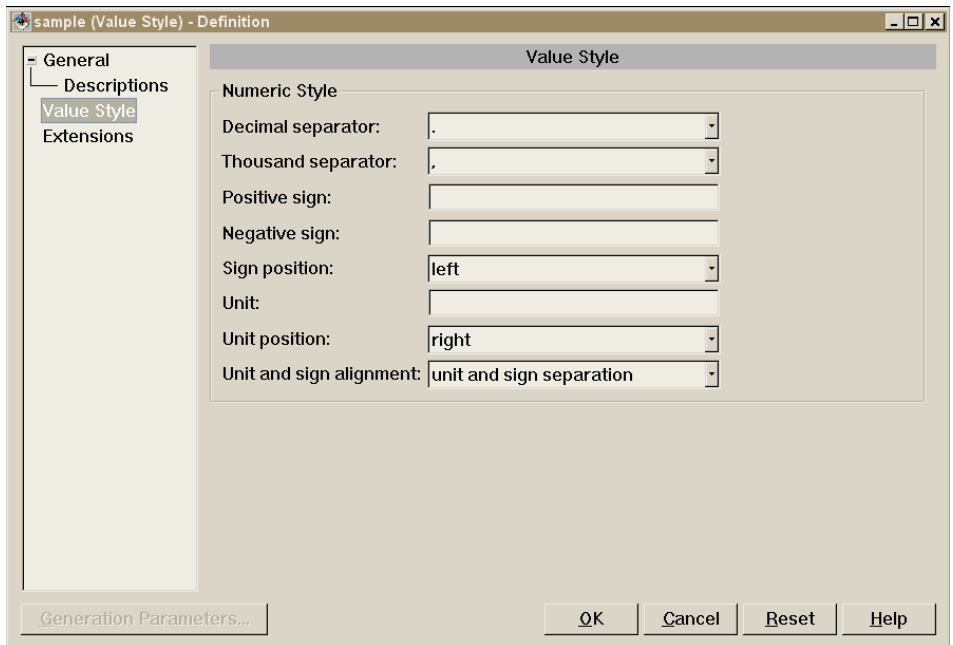 sample (Value Style) - Definition
General
Descriptions
Value Style
Extensions
Value Style
Numeric Style
Decimal separator: .
Thousand separator: ,
Positive sign:
Negative sign:
Sign position: left
Unit:
Unit position: right
Unit and sign alignment: unit and sign separation
Generation Parameters...
OK Cancel Reset Help